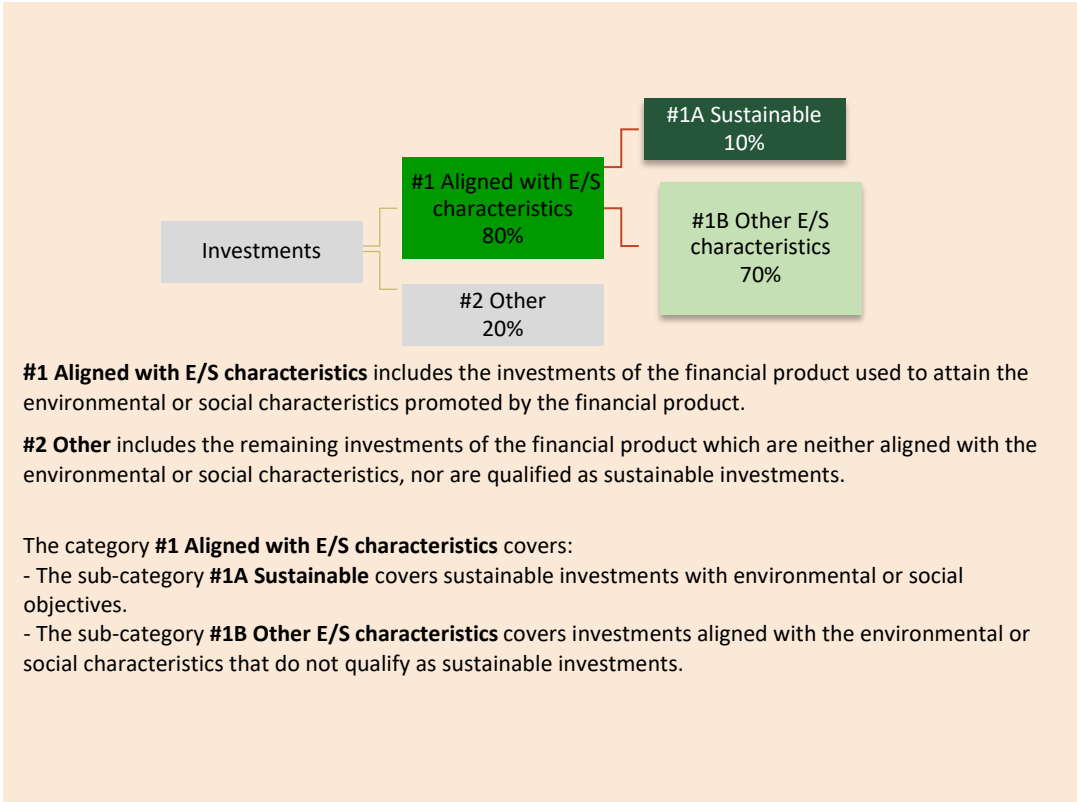 #1A Sustainable
10%
#1 Aligned with E/S
characteristics
80%
#1B Other E/S
characteristics
70%
Investments
#2 Other
20%
#1 Aligned with E/S characteristics includes the investments of the financial product used to attain the
environmental or social characteristics promoted by the financial product.
#2 Other includes the remaining investments of the financial product which are neither aligned with the
environmental or social characteristics, nor are qualified as sustainable investments.
The category #1 Aligned with E/S characteristics covers:
- The sub-category #1A Sustainable covers sustainable investments with environmental or social
objectives.
- The sub-category #1B Other E/S characteristics covers investments aligned with the environmental or
social characteristics that do not qualify as sustainable investments.